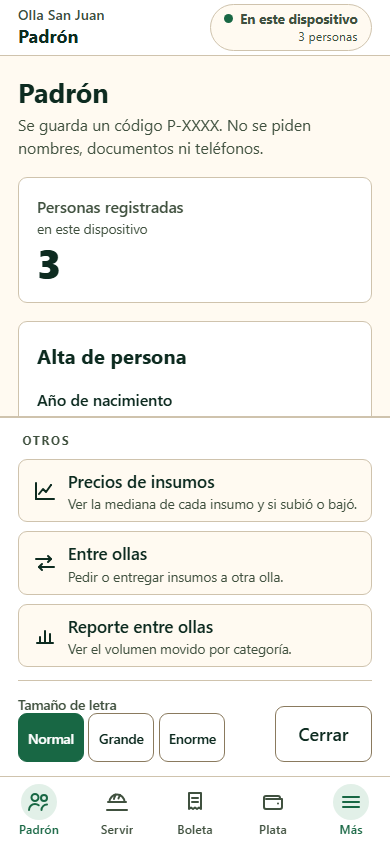 Olla San Juan
Padrón
En este dispositivo
3 personas
Padrón
Se guarda un código P-XXXX. No se piden
nombres, documentos ni teléfonos.
Personas registradas
en este dispositivo
3
Alta de persona
Año de nacimiento
OTROS
Precios de insumos
Ver la mediana de cada insumo y si subió o bajó.
Entre ollas
Pedir o entregar insumos a otra olla.
Reporte entre ollas
Ver el volumen movido por categoría.
Tamaño de letra
Normal
Grande
Enorme
Cerrar
Padrón
Servir
Boleta
Plata
Más